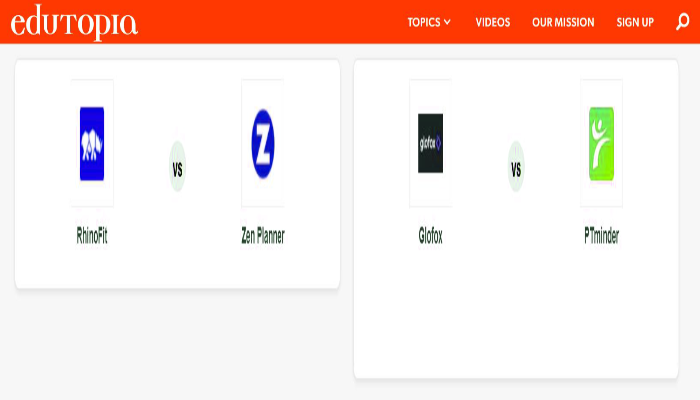 edutopia
TOPICS VIDEOS OUR MISSION SIGN UP
Z
glofox
VS
VS
RhinoFit
Zen Planner
Glofox
PTminder